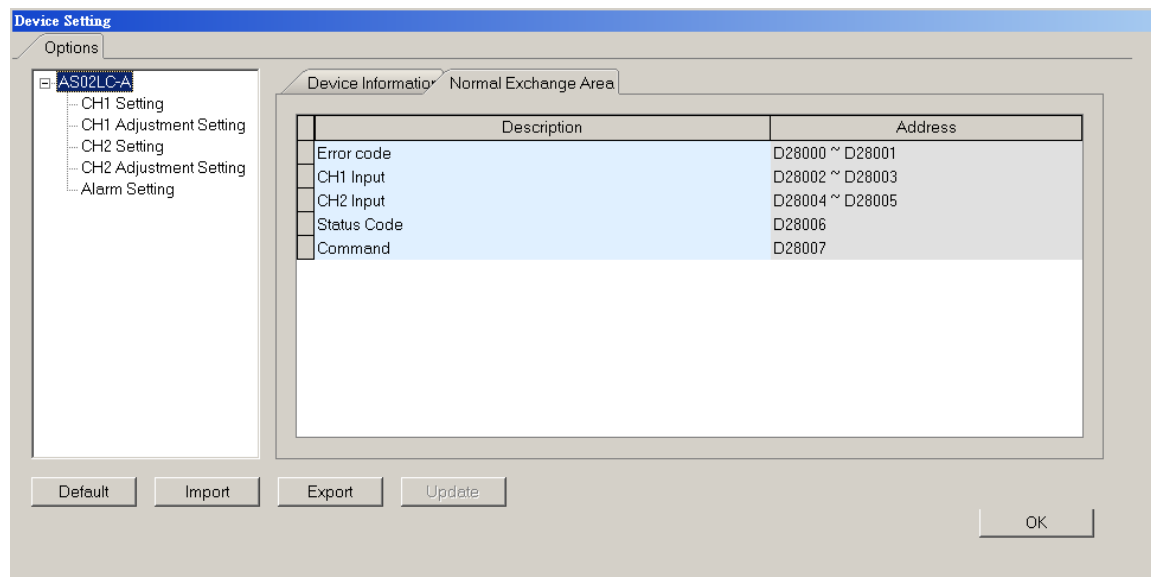 Device Setting
Options
AS02LC-A
CH1 Setting
CH1 Adjustment Setting
CH2 Setting
CH2 Adjustment Setting
Alarm Setting
Device Information Normal Exchange Area
Description Address
Error code D28000 ~ D28001
CH1 Input D28002 ~ D28003
CH2 Input D28004 ~ D28005
Status Code D28006
Command D28007
Default Import Export Update
OK